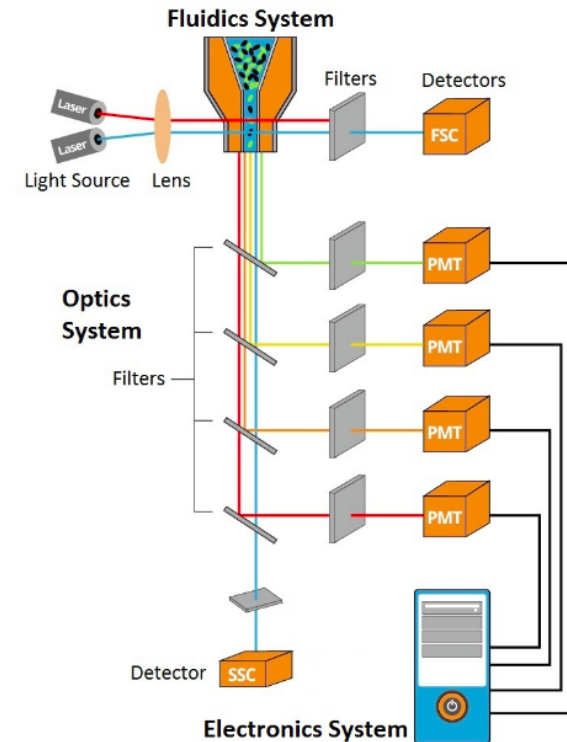 Fluidics System
Filters
Detectors
Laser
Laser
FSC
Light Source
Lens
PMT
Optics
System
PMT
Filters
PMT
PMT
Detector
SSC
Electronics System